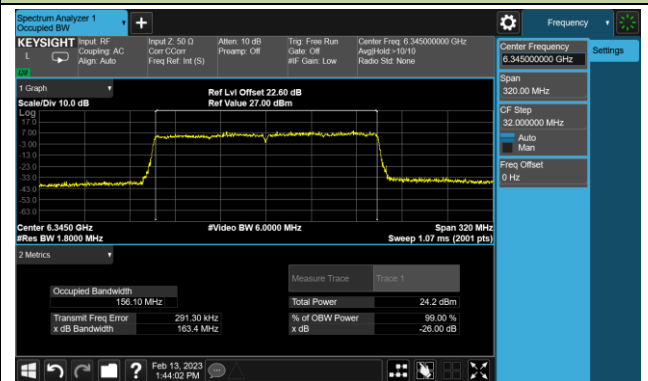 Spectrum Analyzer 1
Occupied BW
Frequency
KEYSIGHT
L
Input: RF
Coupling: AC
Align: Auto
Input Z: 50 Ω
Corr CCorr
Freq Ref: Int (S)
Atten: 10 dB
Preamp: Off
Trig: Free Run
Gate: Off
#IF Gain: Low
Center Freq: 6.345000000 GHz
Avg|Hold:>10/10
Radio Std: None
Center Frequency
6.345000000 GHz
Settings
Span
320.00 MHz
CF Step
32.000000 MHz
Auto
Man
Freq Offset
0 Hz
1 Graph
Scale/Div 10.0 dB
Ref Lvl Offset 22.60 dB
Ref Value 27.00 dBm
Log
17.0
7.00
-3.00
-13.0
-23.0
-33.0
-43.0
-53.0
-63.0
Center 6.3450 GHz
#Video BW 6.0000 MHz
Span 320 MHz
#Res BW 1.8000 MHz
Sweep 1.07 ms (2001 pts)
2 Metrics
Measure Trace
Trace 1
Occupied Bandwidth
156.10 MHz
Total Power
24.2 dBm
Transmit Freq Error
291.30 kHz
% of OBW Power
99.00 %
x dB Bandwidth
163.4 MHz
x dB
-26.00 dB
Feb 13, 2023
1:44:02 PM